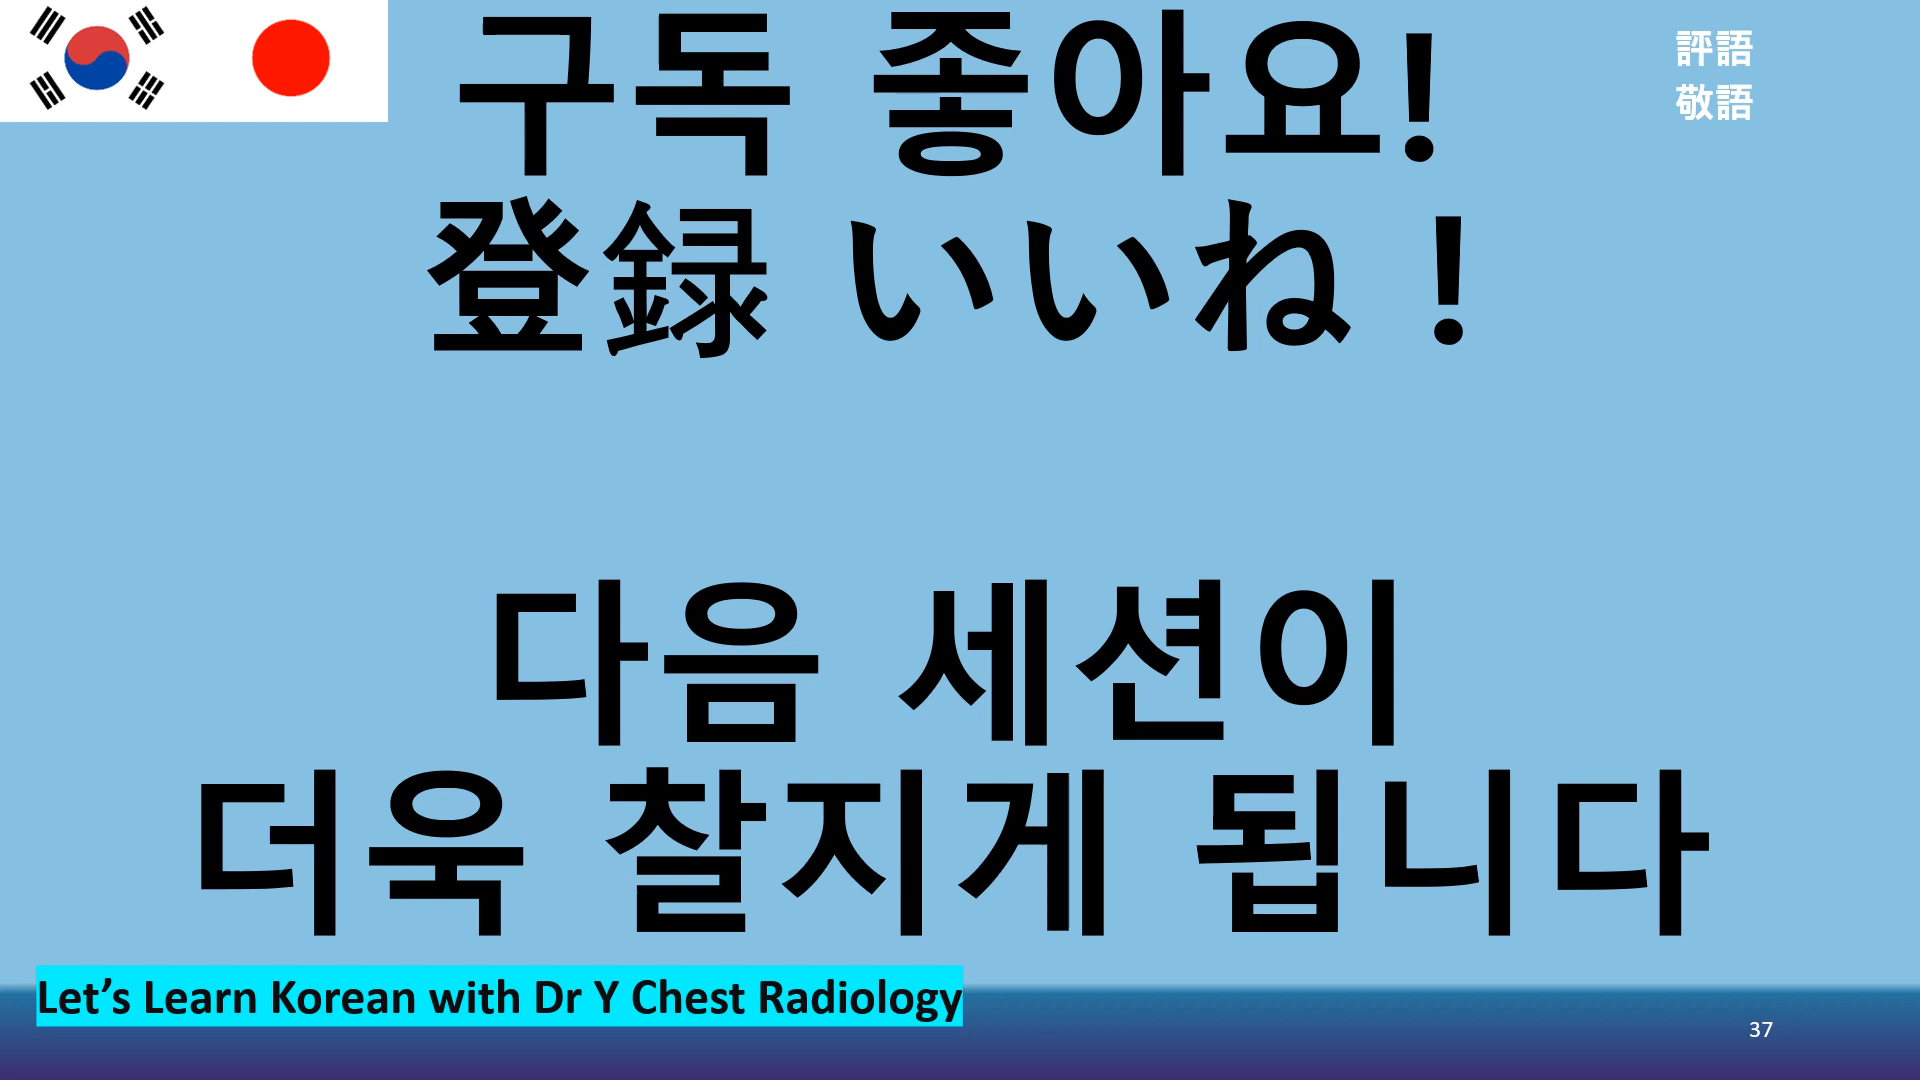 구독 좋아요!
登録 いいね！
評語
敬語
다음 세션이
더욱 찰지게 됩니다
Let’s Learn Korean with Dr Y Chest Radiology
37